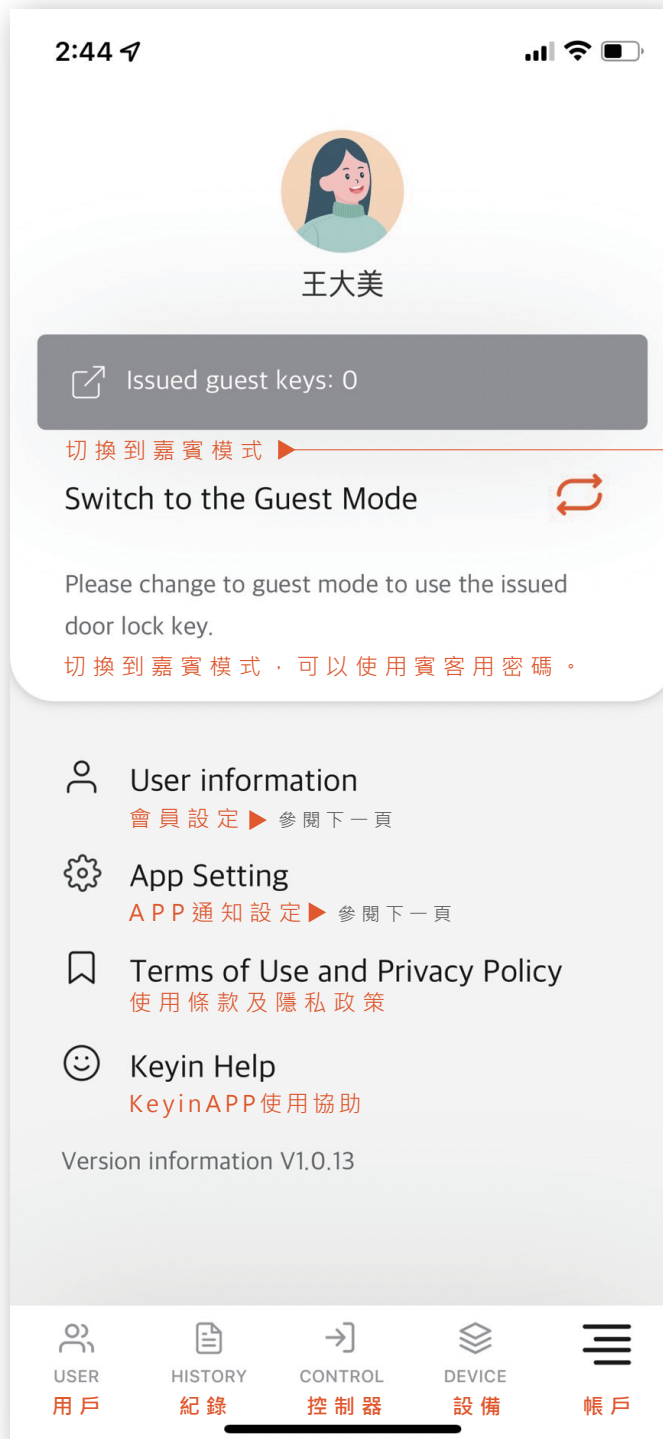 2:44
王大美
Issued guest keys: 0
切換到嘉賓模式 ▶
Switch to the Guest Mode
Please change to guest mode to use the issued
door lock key.
切換到嘉賓模式，可以使用賓客用密碼。
User information
會員設定 ▶ 參閱下一頁
App Setting
APP通知設定 ▶ 參閱下一頁
Terms of Use and Privacy Policy
使用條款及隱私政策
Keyin Help
KeyinAPP使用協助
Version information V1.0.13
USER HISTORY CONTROL DEVICE
用戶 紀錄 控制器 設備 帳戶